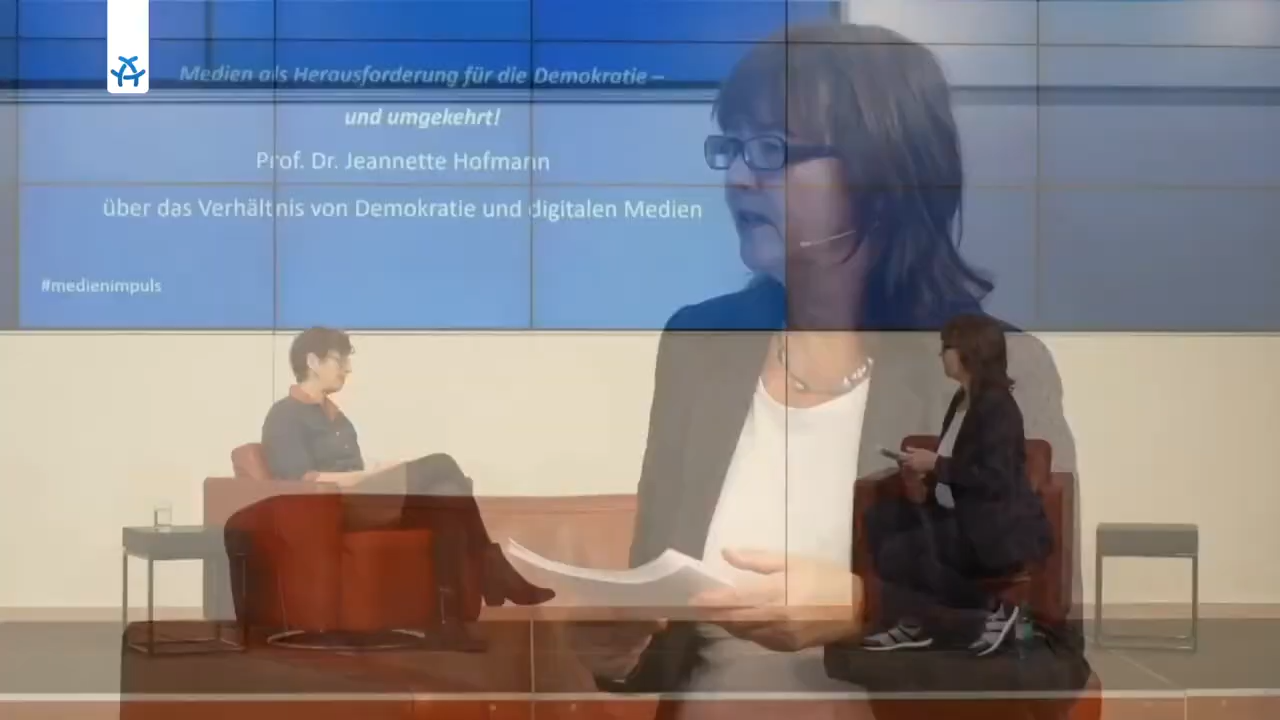 Medien als Herausforderung für die Demokratie –
und umgekehrt!
Prof. Dr. Jeannette Hofmann
über das Verhältnis von Demokratie und digitalen Medien
#medienimpuls